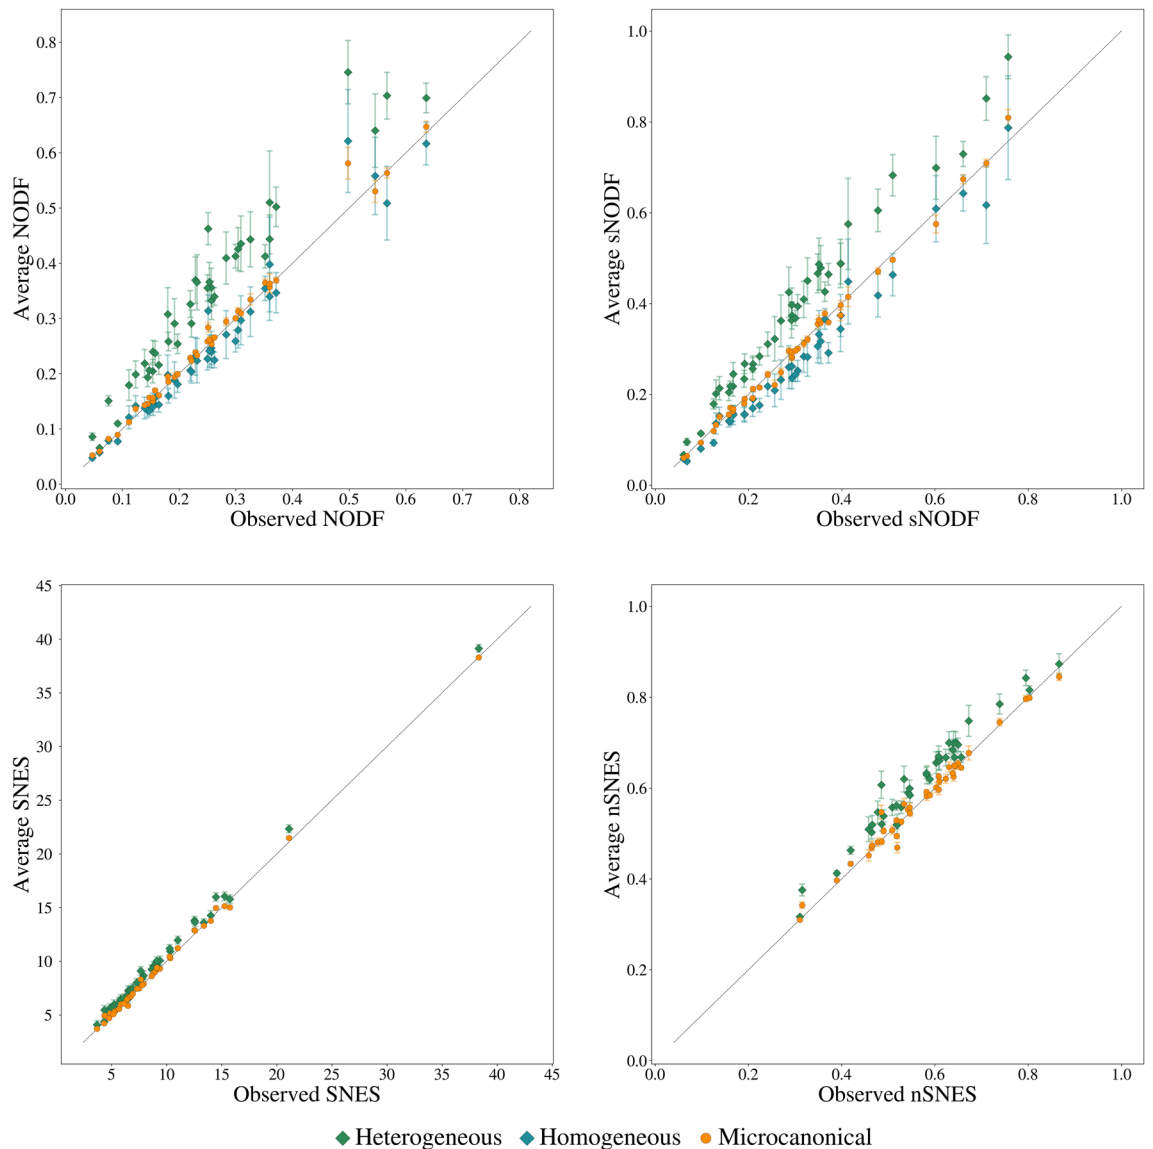 Average NODF
0.8
0.7
0.6
0.5
0.4
0.3
0.2
0.1
0.0
0.0 0.1 0.2 0.3 0.4 0.5 0.6 0.7 0.8
Observed NODF
Average sNODF
1.0
0.8
0.6
0.4
0.2
0.0
0.0 0.2 0.4 0.6 0.8 1.0
Observed sNODF
Average SNES
45
40
35
30
25
20
15
10
5
5 10 15 20 25 30 35 40 45
Observed SNES
Average nSNES
1.0
0.8
0.6
0.4
0.2
0.0
0.0 0.2 0.4 0.6 0.8 1.0
Observed nSNES
Heterogeneous Homogeneous Microcanonical